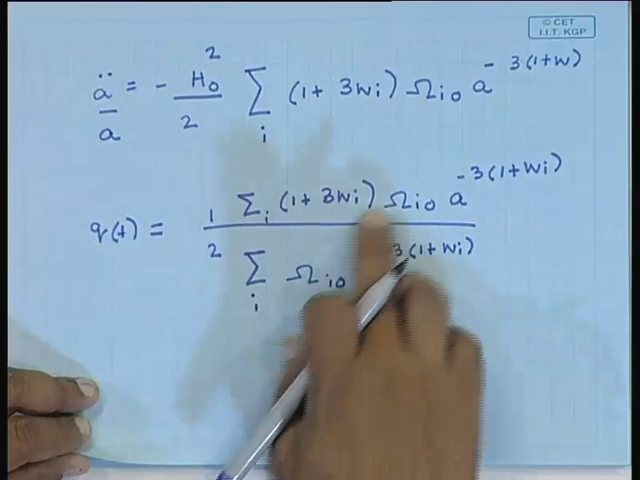 © CET
I.I.T. KGP
ä/a = - H₀²/2 Σᵢ (1+ 3wᵢ) Ωᵢ₀ a^{-3(1+w)}
q(t) = 1/2 Σᵢ (1+ 3wᵢ) Ωᵢ₀ a^{-3(1+wᵢ)} / Σᵢ Ωᵢ₀ 3(1+wᵢ)